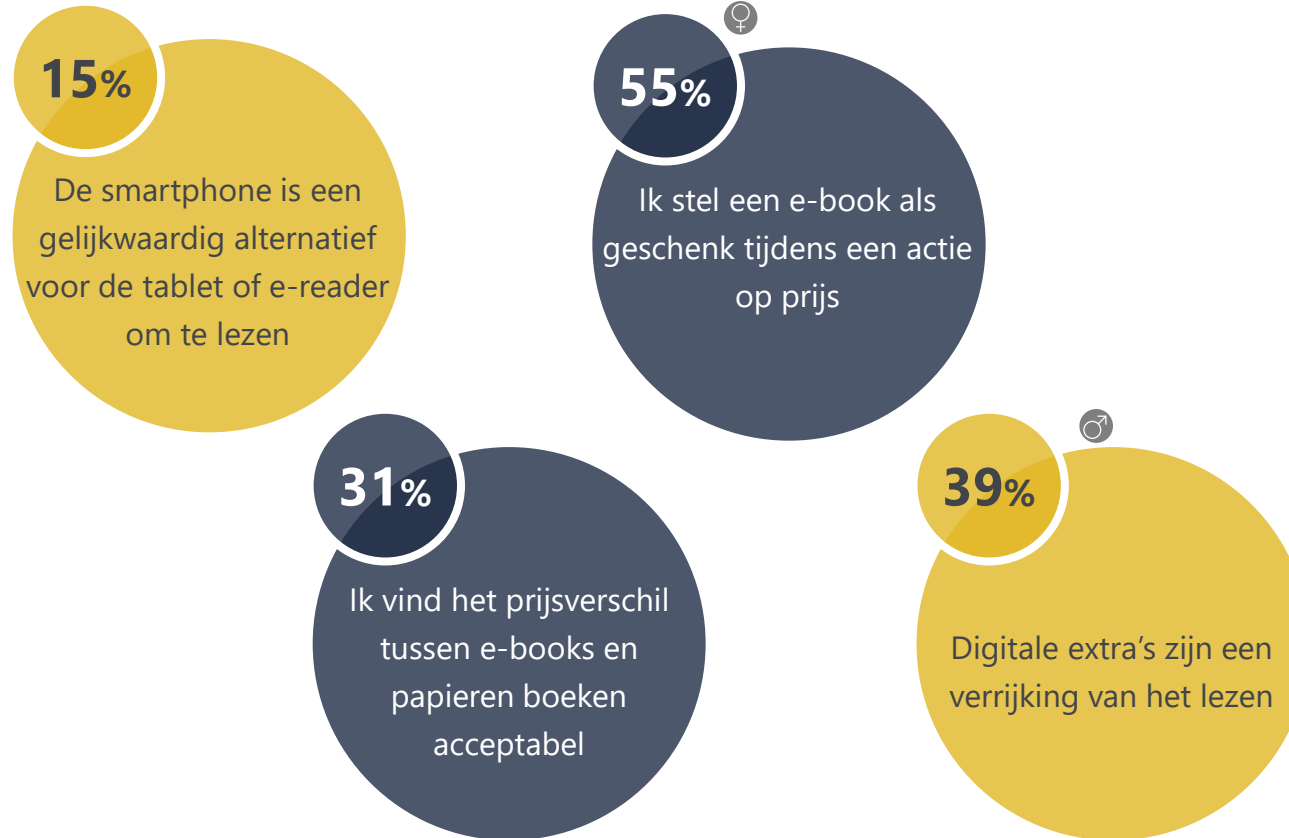 15%
De smartphone is een
gelijkwaardig alternatief
voor de tablet of e-reader
om te lezen
55%
Ik stel een e-book als
geschenk tijdens een actie
op prijs
31%
Ik vind het prijsverschil
tussen e-books en
papieren boeken
acceptabel
39%
Digitale extra’s zijn een
verrijking van het lezen